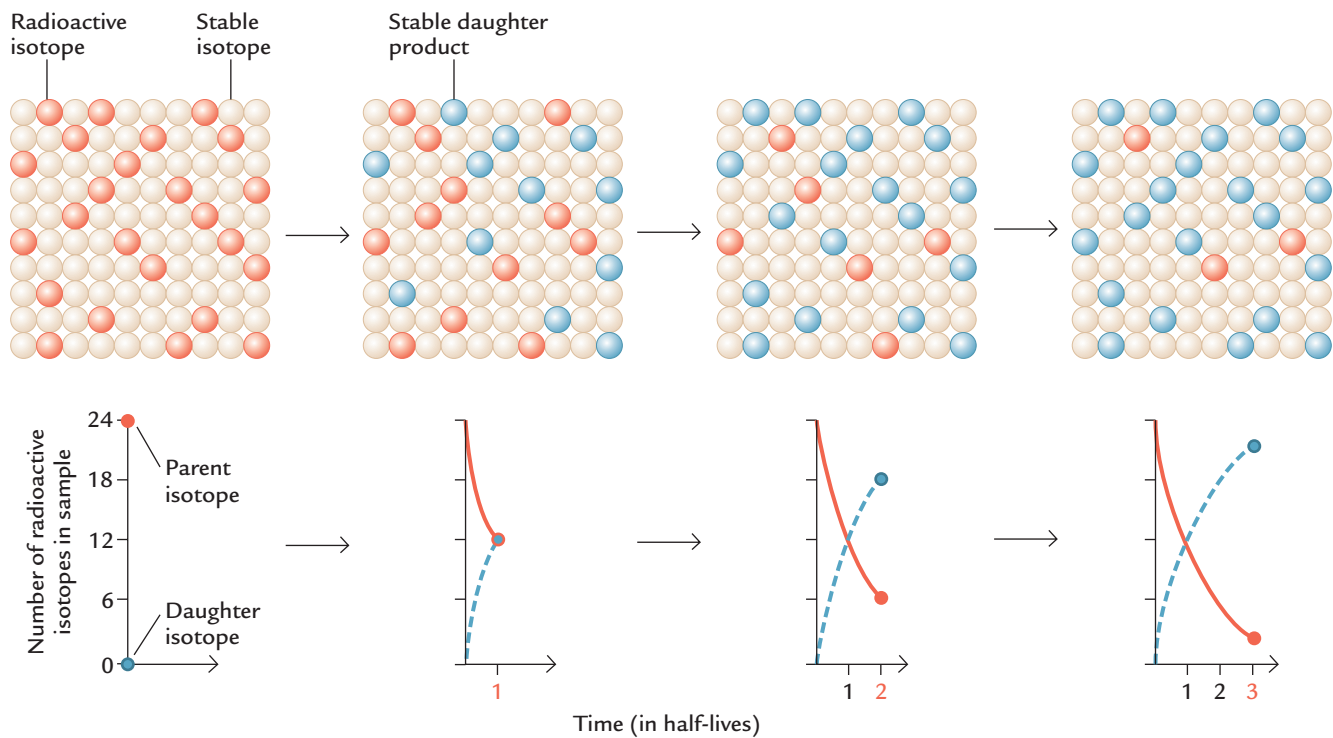 Radioactive
isotope
Stable
isotope
Stable daughter
product
Number of radioactive
isotopes in sample
24
18
12
6
0
Parent
isotope
Daughter
isotope
1
1 2
1 2 3
Time (in half-lives)